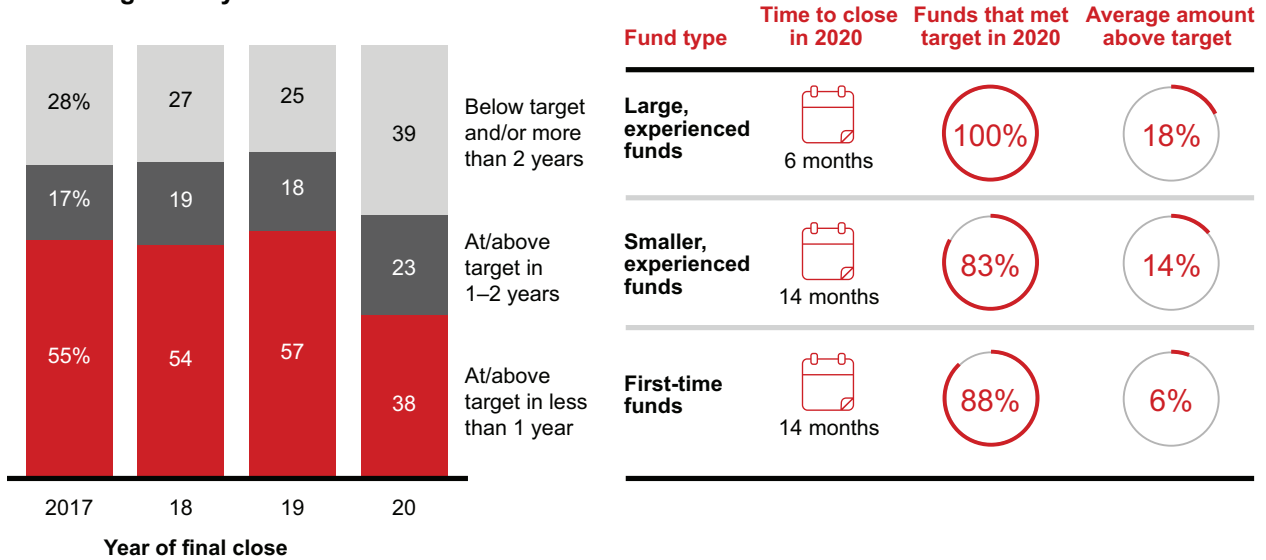 28%
27
25
39
17%
19
18
23
55%
54
57
38
Below target
and/or more
than 2 years
At/above
target in
1–2 years
At/above
target in less
than 1 year
2017
18
19
20
Year of final close
Fund type
Time to close
in 2020
Funds that met
target in 2020
Average amount
above target
Large,
experienced
funds
6 months
100%
18%
Smaller,
experienced
funds
14 months
83%
14%
First-time
funds
14 months
88%
6%